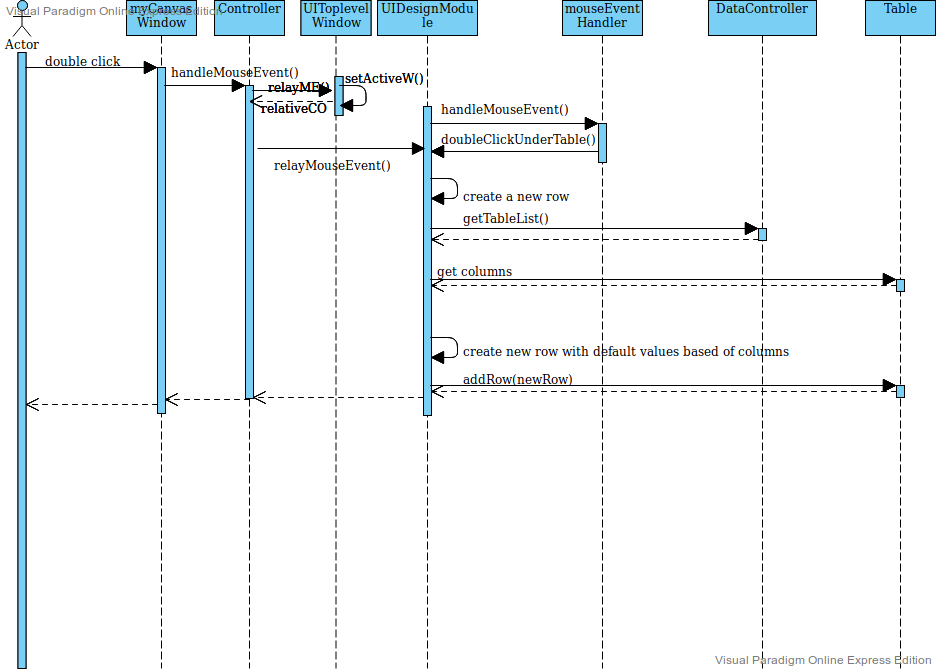 Visual Paradigm Online Express Edition
Actor
myCanvas
Window
Controller
UIToplevel
Window
UIDesignModu
le
mouseEvent
Handler
DataController
Table
double click
handleMouseEvent()
relayME()
setActiveW()
relativeCO
handleMouseEvent()
doubleClickUnderTable()
relayMouseEvent()
create a new row
getTableList()
get columns
create new row with default values based of columns
addRow(newRow)
Visual Paradigm Online Express Edition